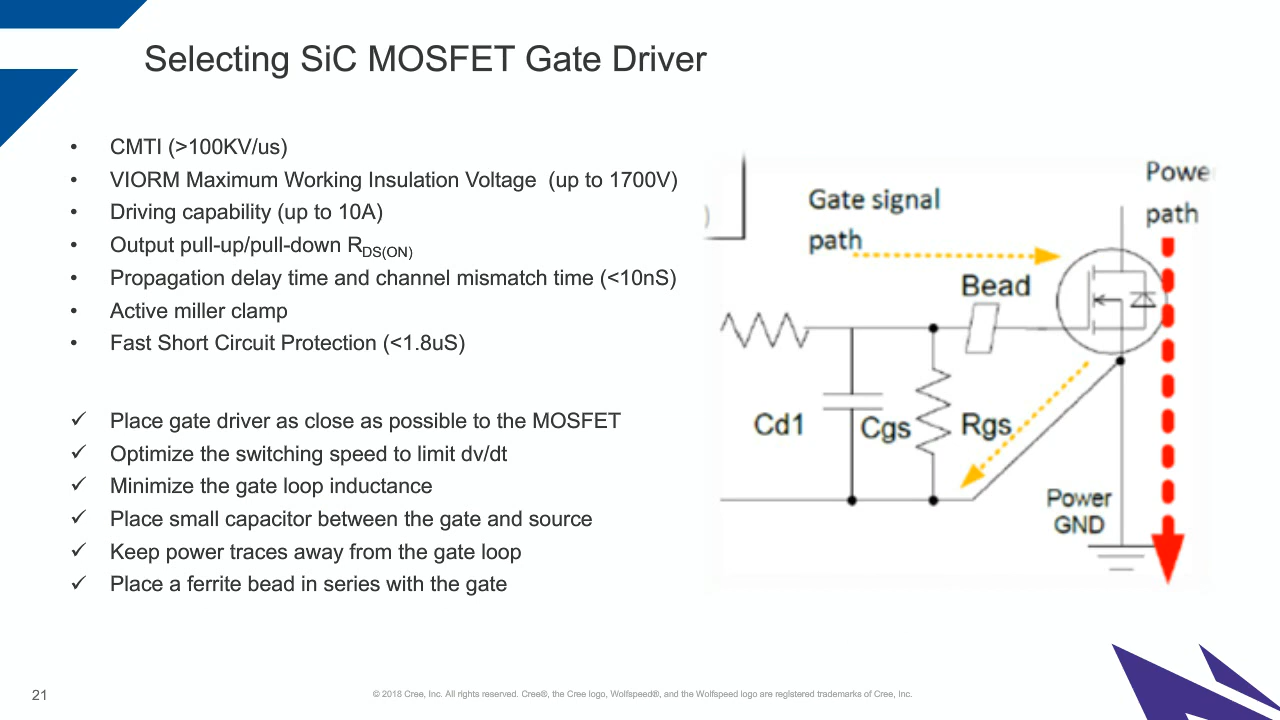 Selecting SiC MOSFET Gate Driver
• CMTI (>100KV/us)
• VIORM Maximum Working Insulation Voltage (up to 1700V)
• Driving capability (up to 10A)
• Output pull-up/pull-down RDS(ON)
• Propagation delay time and channel mismatch time (<10nS)
• Active miller clamp
• Fast Short Circuit Protection (<1.8uS)
✓ Place gate driver as close as possible to the MOSFET
✓ Optimize the switching speed to limit dv/dt
✓ Minimize the gate loop inductance
✓ Place small capacitor between the gate and source
✓ Keep power traces away from the gate loop
✓ Place a ferrite bead in series with the gate
)
Gate signal
path
Power
path
Bead
Cd1
Cgs
Rgs
Power
GND
21
© 2018 Cree, Inc. All rights reserved. Cree®, the Cree logo, Wolfspeed®, and the Wolfspeed logo are registered trademarks of Cree, Inc.